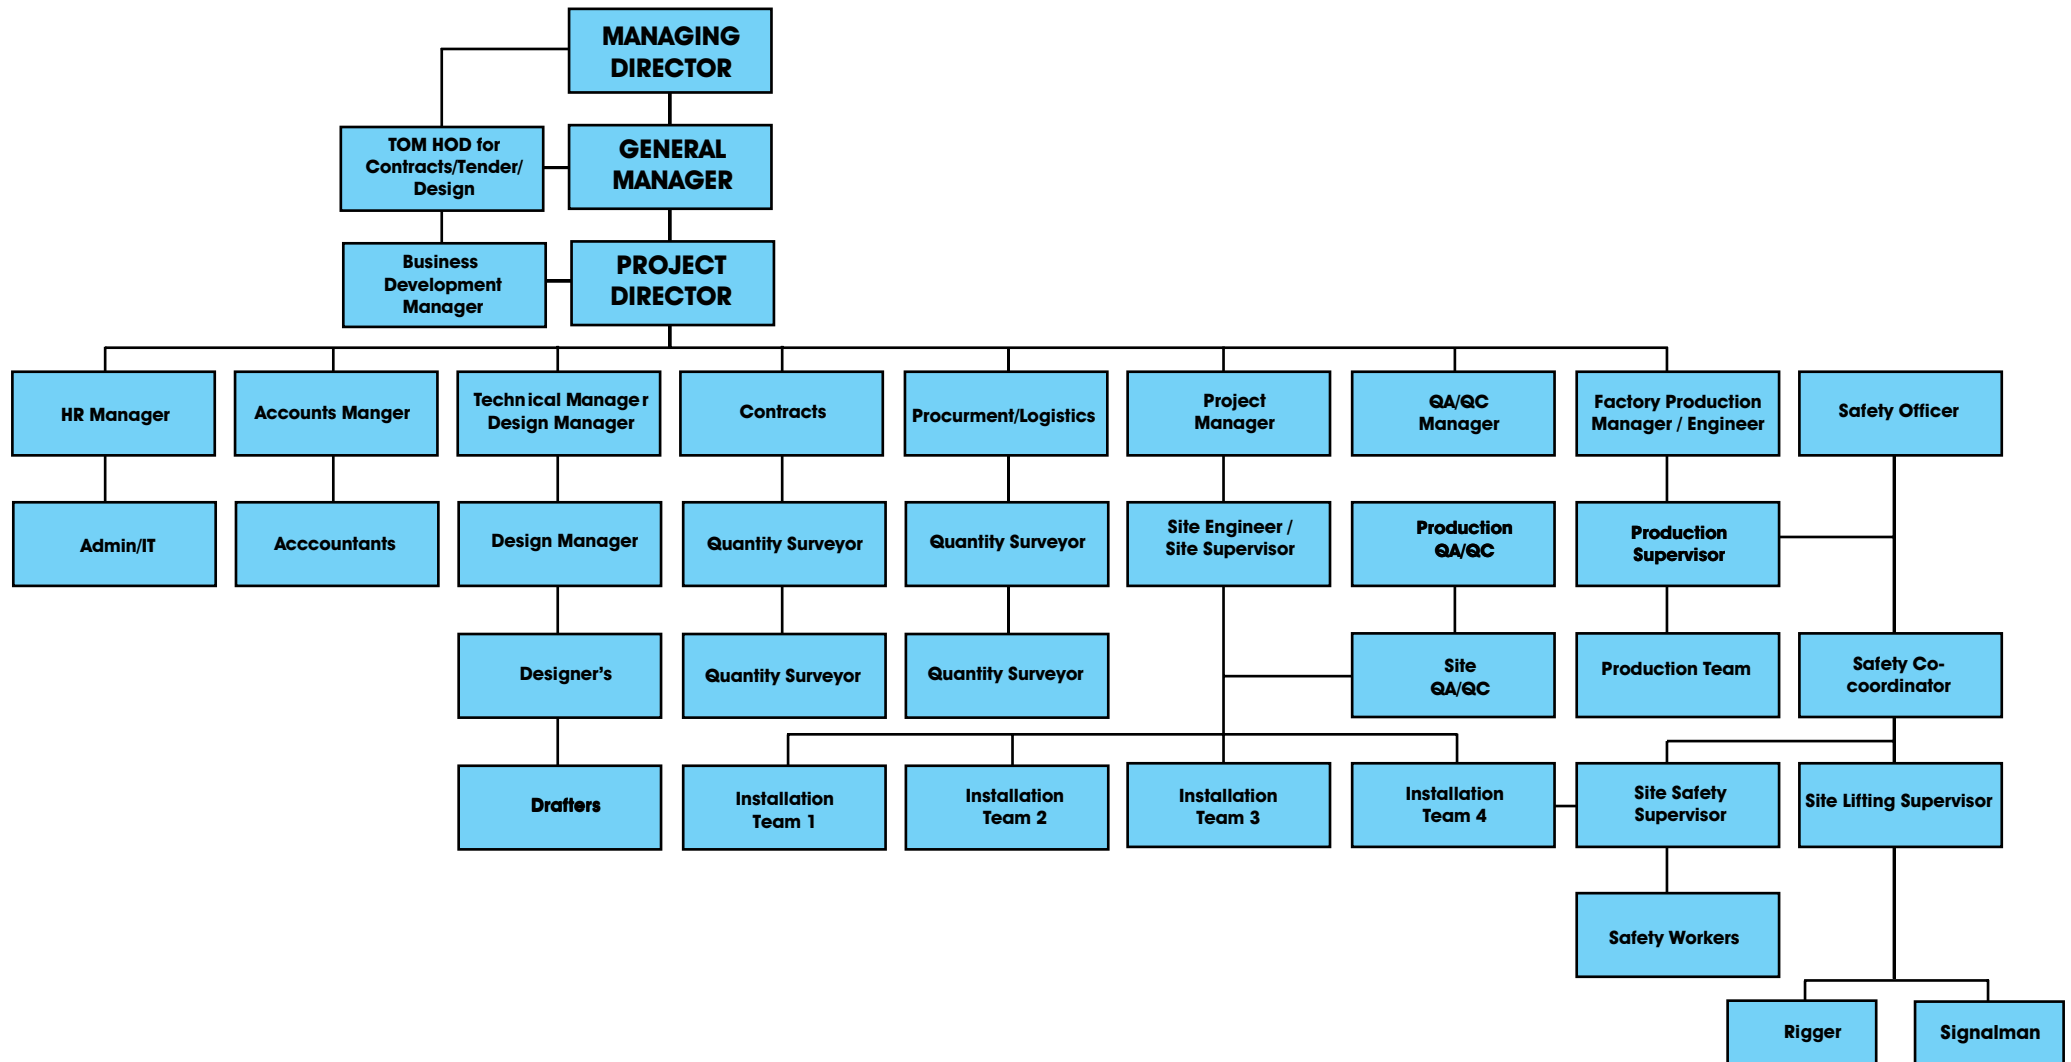 MANAGING
DIRECTOR
TOM HOD for
Contracts/Tender/
Design
GENERAL
MANAGER
Business
Development
Manager
PROJECT
DIRECTOR
HR Manager
Accounts Manger
Technical Manager
Design Manager
Contracts
Procurment/Logistics
Project
Manager
QA/QC
Manager
Factory Production
Manager / Engineer
Safety Officer
Admin/IT
Acccountants
Design Manager
Quantity Surveyor
Quantity Surveyor
Site Engineer /
Site Supervisor
Production
QA/QC
Production
Supervisor
Designer's
Quantity Surveyor
Quantity Surveyor
Site
QA/QC
Production Team
Safety Co-
coordinator
Drafters
Installation
Team 1
Installation
Team 2
Installation
Team 3
Installation
Team 4
Site Safety
Supervisor
Site Lifting Supervisor
Safety Workers
Rigger
Signalman